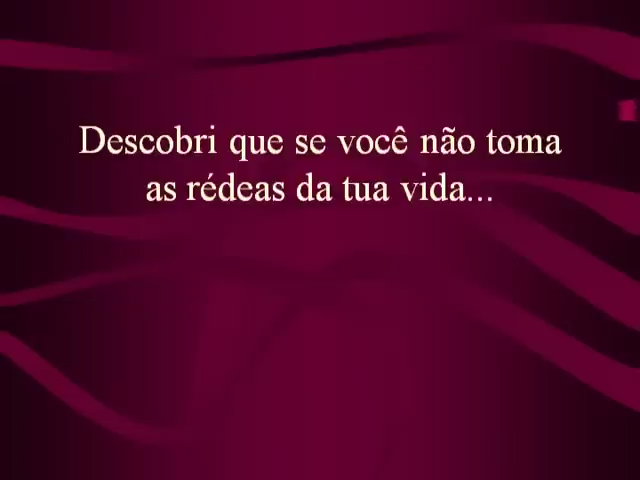 Descobri que se você não toma
as rédeas da tua vida...